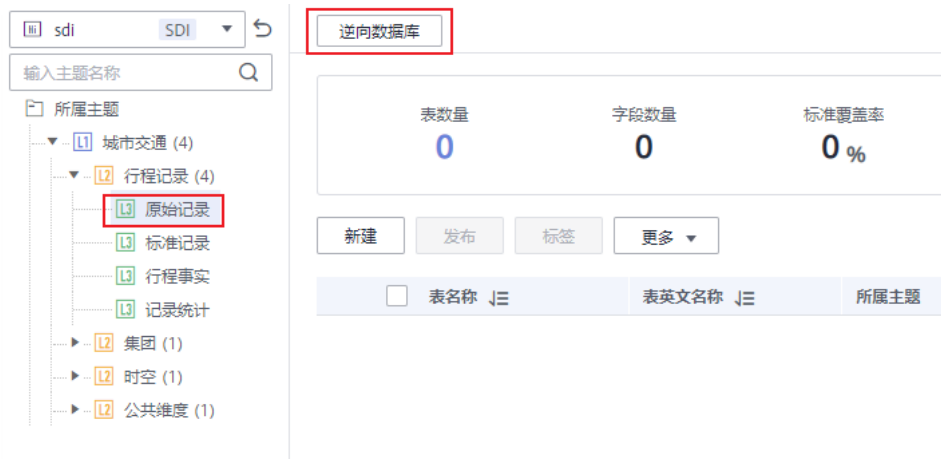 sdi SDI
输入主题名称
所属主题
L1 城市交通 (4)
L2 行程记录 (4)
L3 原始记录
L3 标准记录
L3 行程事实
L3 记录统计
L2 集团 (1)
L2 时空 (1)
L2 公共维度 (1)
逆向数据库
表数量 字段数量 标准覆盖率
0 0 0 %
新建 发布 标签 更多
表名称 表英文名称 所属主题